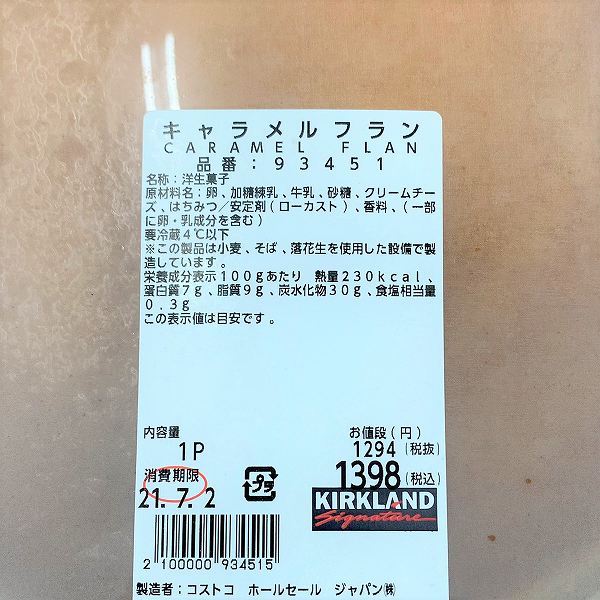 キャラメルフラン
CARAMEL FLAN
品番:93451
名称:洋生菓子
原材料名:卵、加糖練乳、牛乳、砂糖、クリームチー
ズ、はちみつ/安定剤(ローカスト)、香料、(一部
に卵・乳成分を含む)
要冷蔵4℃以下
※この製品は小麦、そば、落花生を使用した設備で製
造しています。
栄養成分表示100gあたり 熱量230kcal、
蛋白質7g、脂質9g、炭水化物30g、食塩相当量
0.3g
この表示値は目安です。
内容量 お値段(円)
1P 1294(税抜)
消費期限 1398(税込)
21.7.2 プラ KIRKLAND
Signature
2 100000 934515
製造者:コストコ ホールセール ジャパン㈱